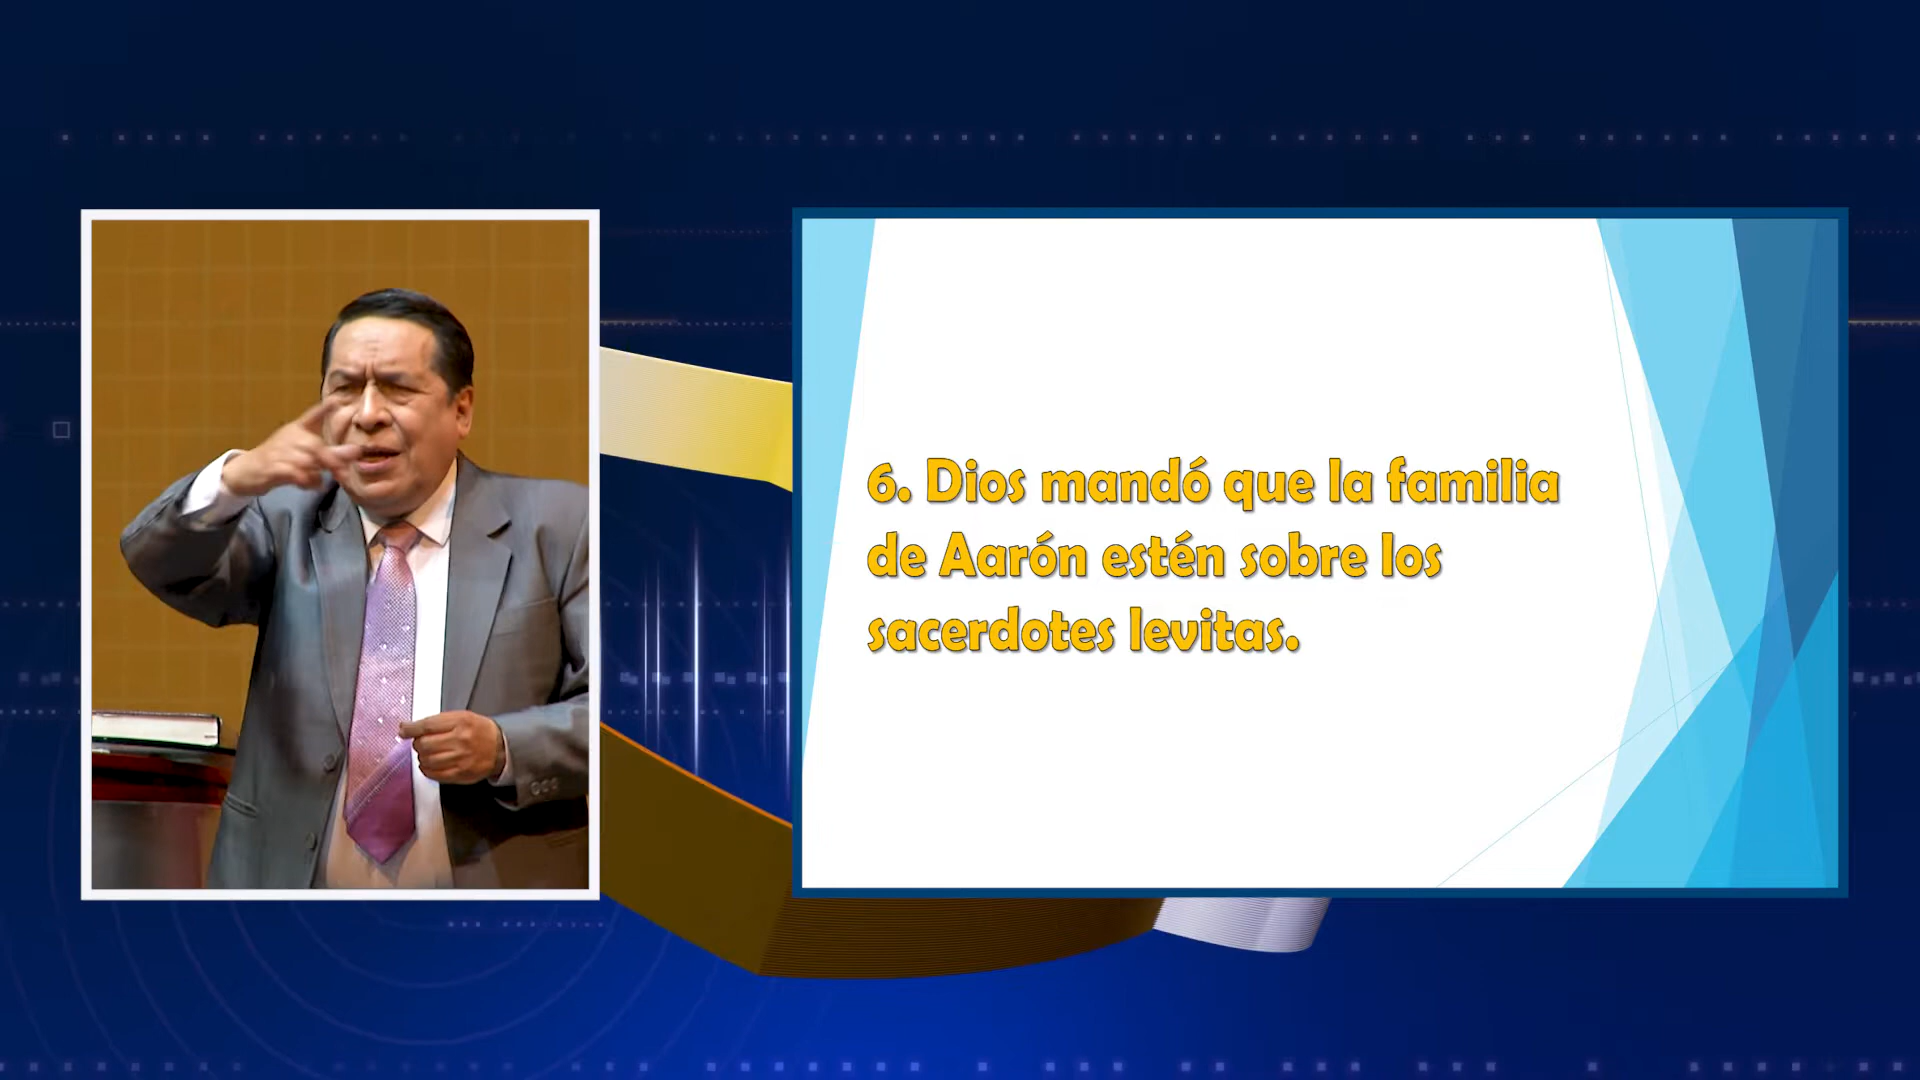 6. Dios mandó que la familia
de Aarón estén sobre los
sacerdotes levitas.